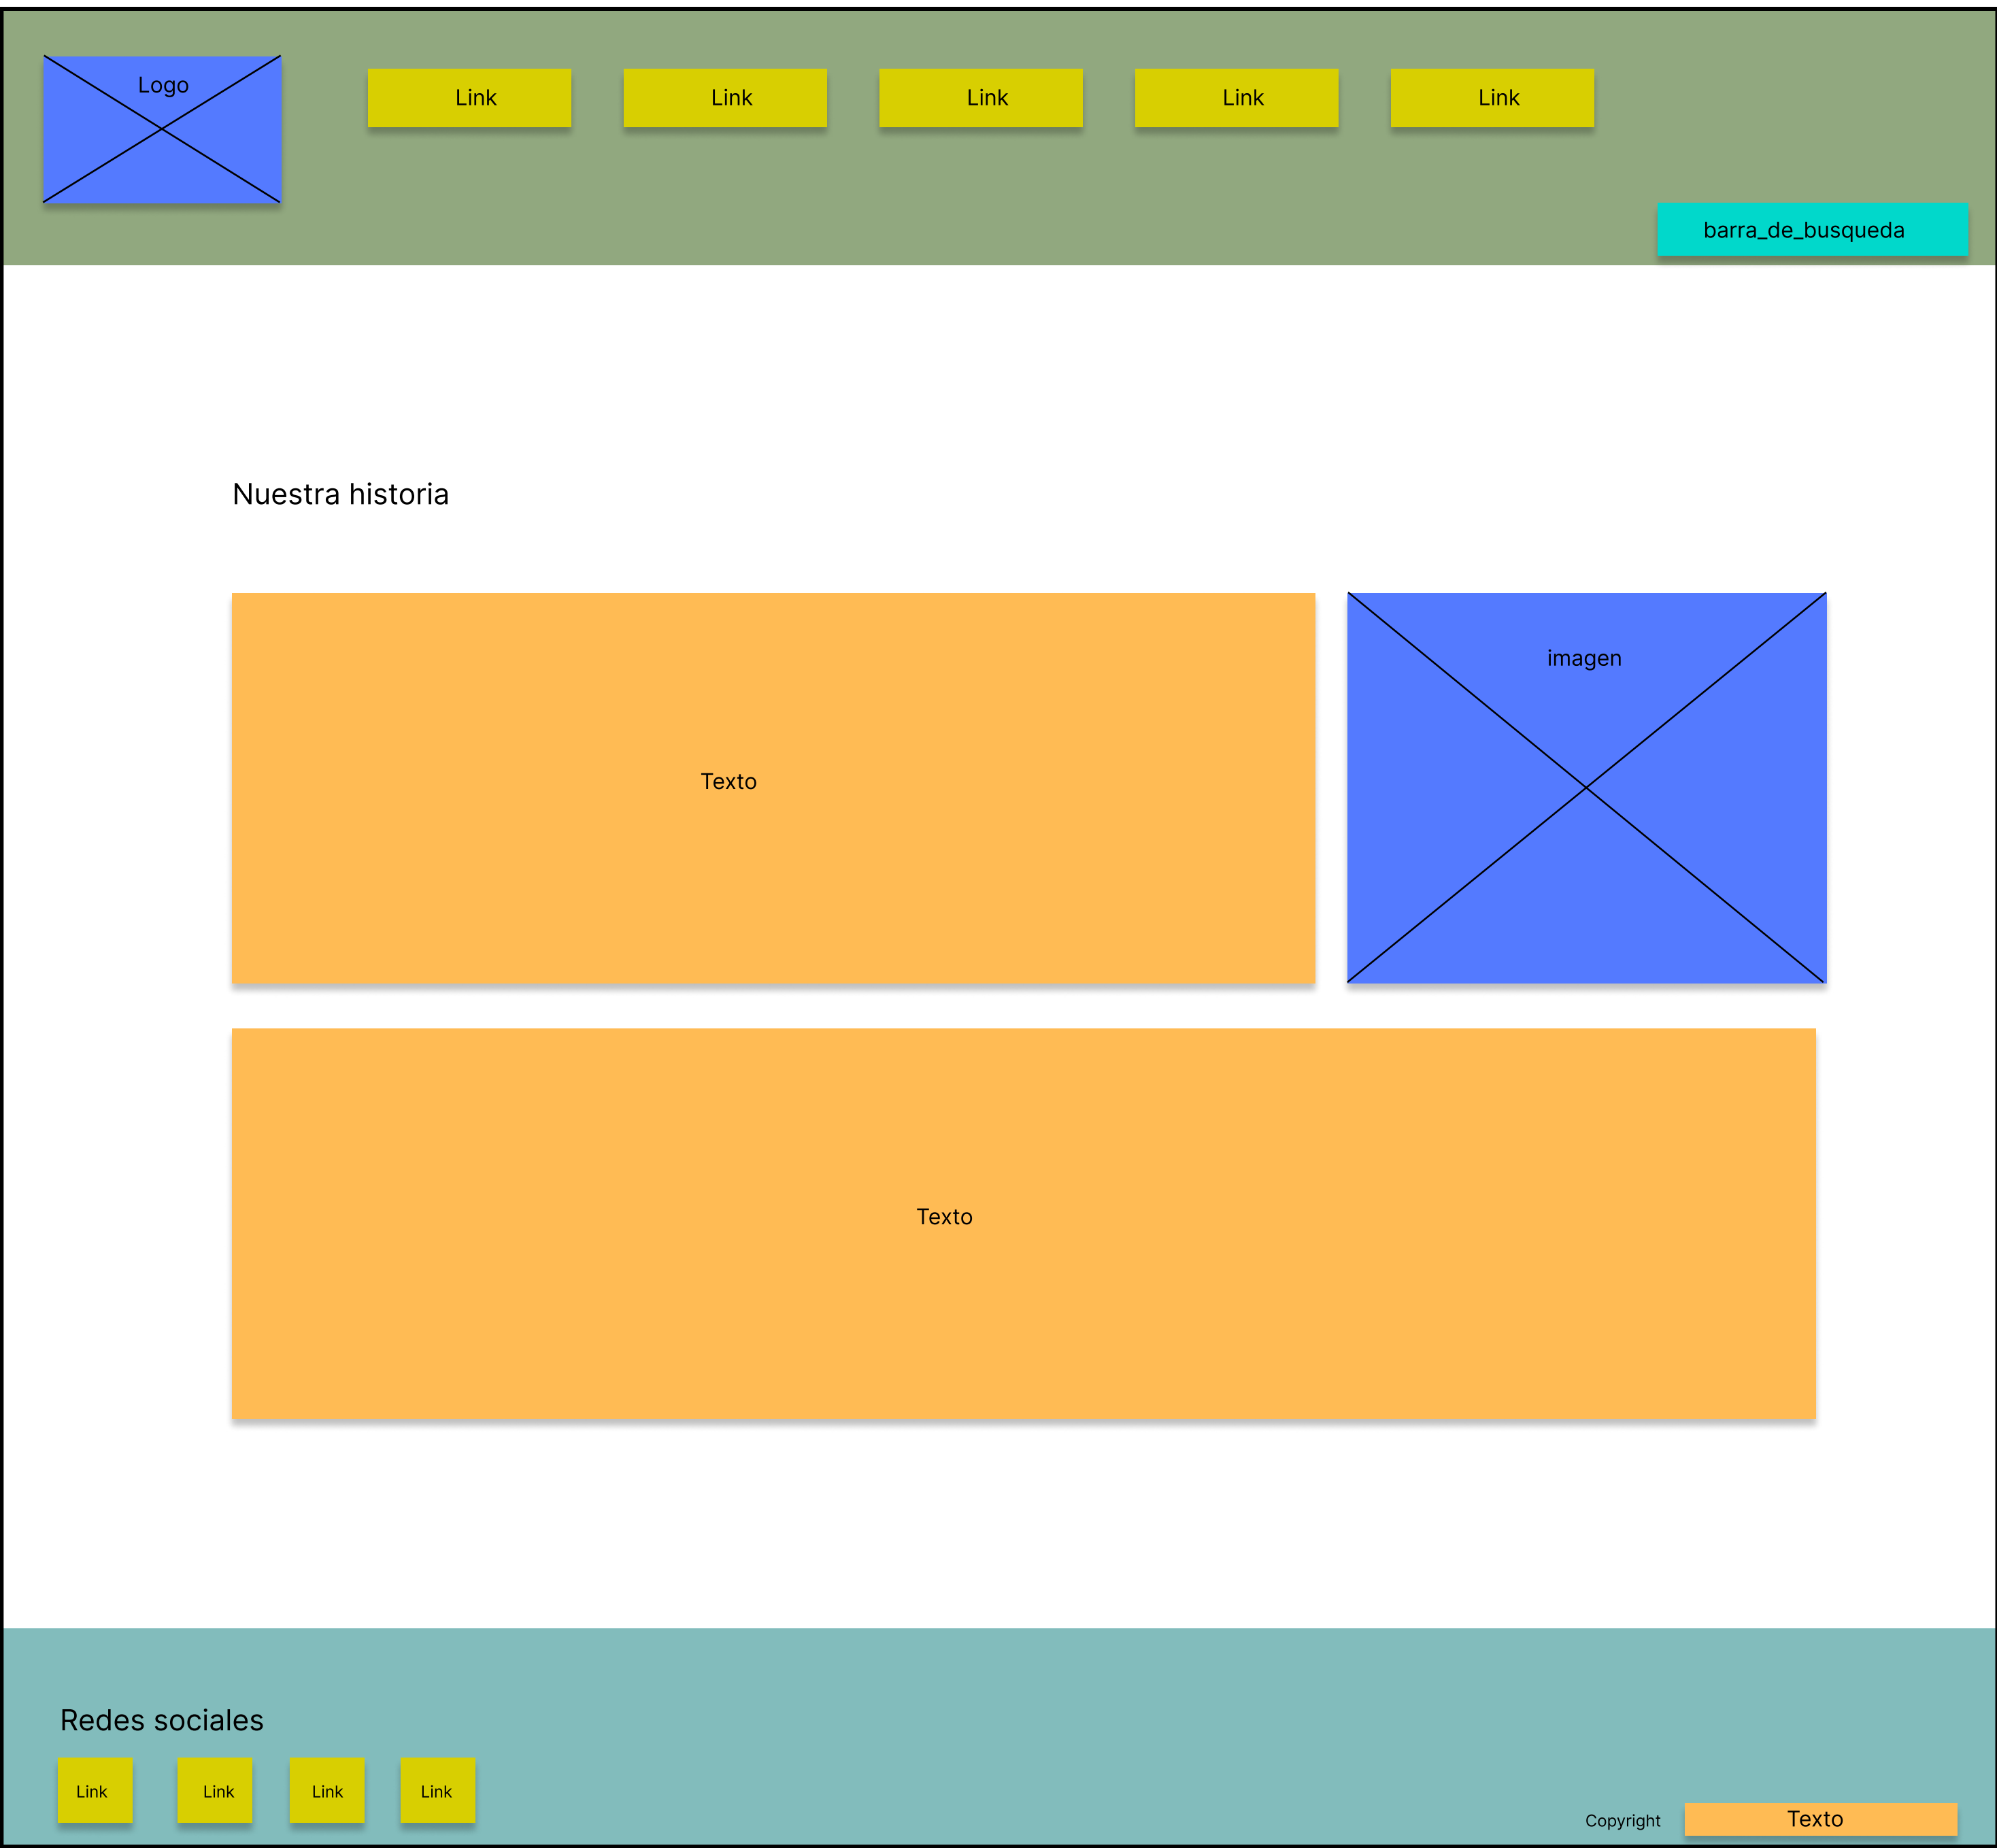 Logo
Link
Link
Link
Link
Link
barra_de_busqueda
Nuestra historia
Texto
imagen
Texto
Redes sociales
Link
Link
Link
Link
Copyright
Texto